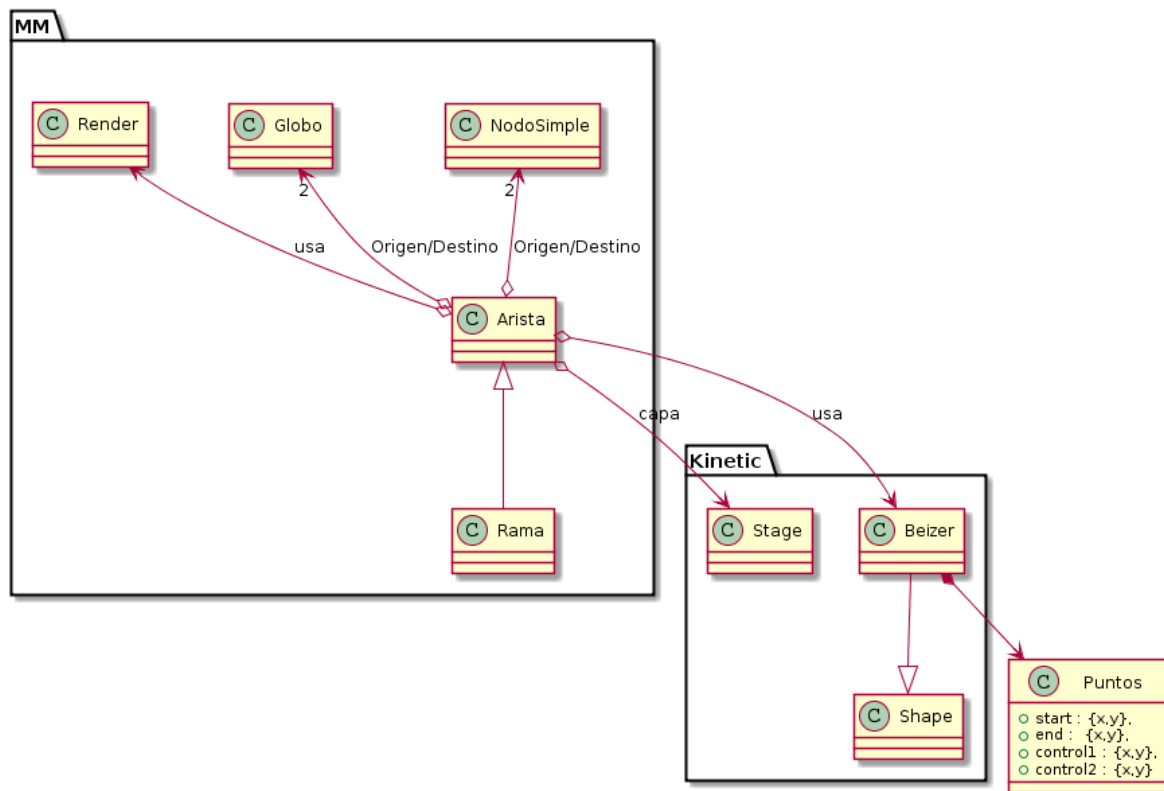 MM
C Render
C Globo
C NodoSimple
2
2
usa
Origen/Destino
Origen/Destino
C Arista
capa
usa
Kinetic
C Rama
C Stage
C Beizer
C Puntos
start : {x,y},
end : {x,y},
control1 : {x,y},
control2 : {x,y}
C Shape